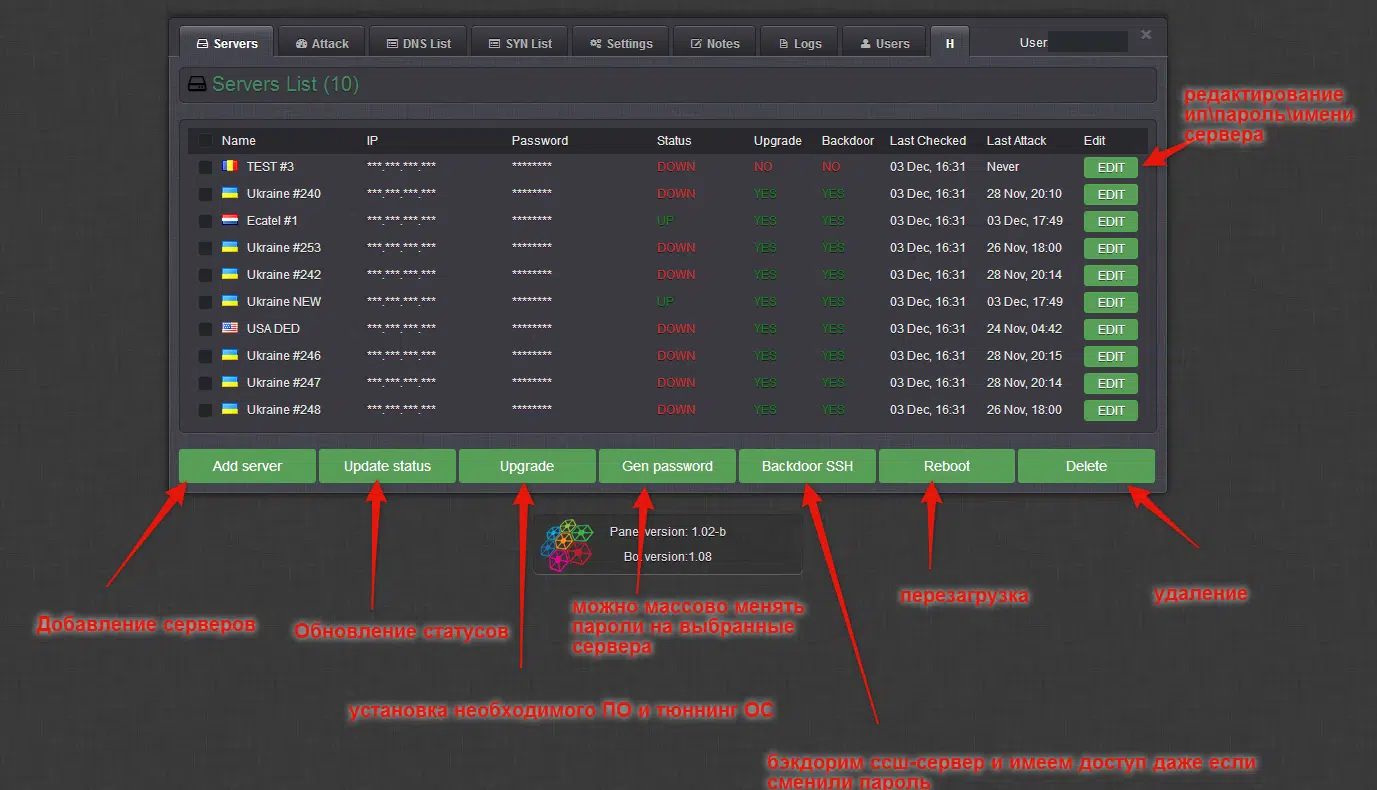 Servers Attack DNS List SYN List Settings Notes Logs Users H User
Servers List (10)
редактирование
ип\пароль\имени
сервера
Name IP Password Status Upgrade Backdoor Last Checked Last Attack Edit
TEST #3 ***.***.***.*** ******** DOWN NO NO 03 Dec, 16:31 Never EDIT
Ukraine #240 ***.***.***.*** ******** DOWN YES YES 03 Dec, 16:31 28 Nov, 20:10 EDIT
Ecatel #1 ***.***.***.*** ******** UP YES YES 03 Dec, 16:31 03 Dec, 17:49 EDIT
Ukraine #253 ***.***.***.*** ******** DOWN YES YES 03 Dec, 16:31 26 Nov, 18:00 EDIT
Ukraine #242 ***.***.***.*** ******** DOWN YES YES 03 Dec, 16:31 28 Nov, 20:14 EDIT
Ukraine NEW ***.***.***.*** ******** UP YES YES 03 Dec, 16:31 03 Dec, 17:49 EDIT
USA DED ***.***.***.*** ******** DOWN YES YES 03 Dec, 16:31 24 Nov, 04:42 EDIT
Ukraine #246 ***.***.***.*** ******** DOWN YES YES 03 Dec, 16:31 28 Nov, 20:15 EDIT
Ukraine #247 ***.***.***.*** ******** DOWN YES YES 03 Dec, 16:31 28 Nov, 20:14 EDIT
Ukraine #248 ***.***.***.*** ******** DOWN YES YES 03 Dec, 16:31 26 Nov, 18:00 EDIT
Add server Update status Upgrade Gen password Backdoor SSH Reboot Delete
Panel version: 1.02-b
Bot version:1.08
Добавление серверов
Обновление статусов
можно массово менять
пароли на выбранные
сервера
перезагрузка
удаление
установка необходимого ПО и тюннинг ОС
бэкдорим ссш-сервер и имеем доступ даже если
сменили пароль